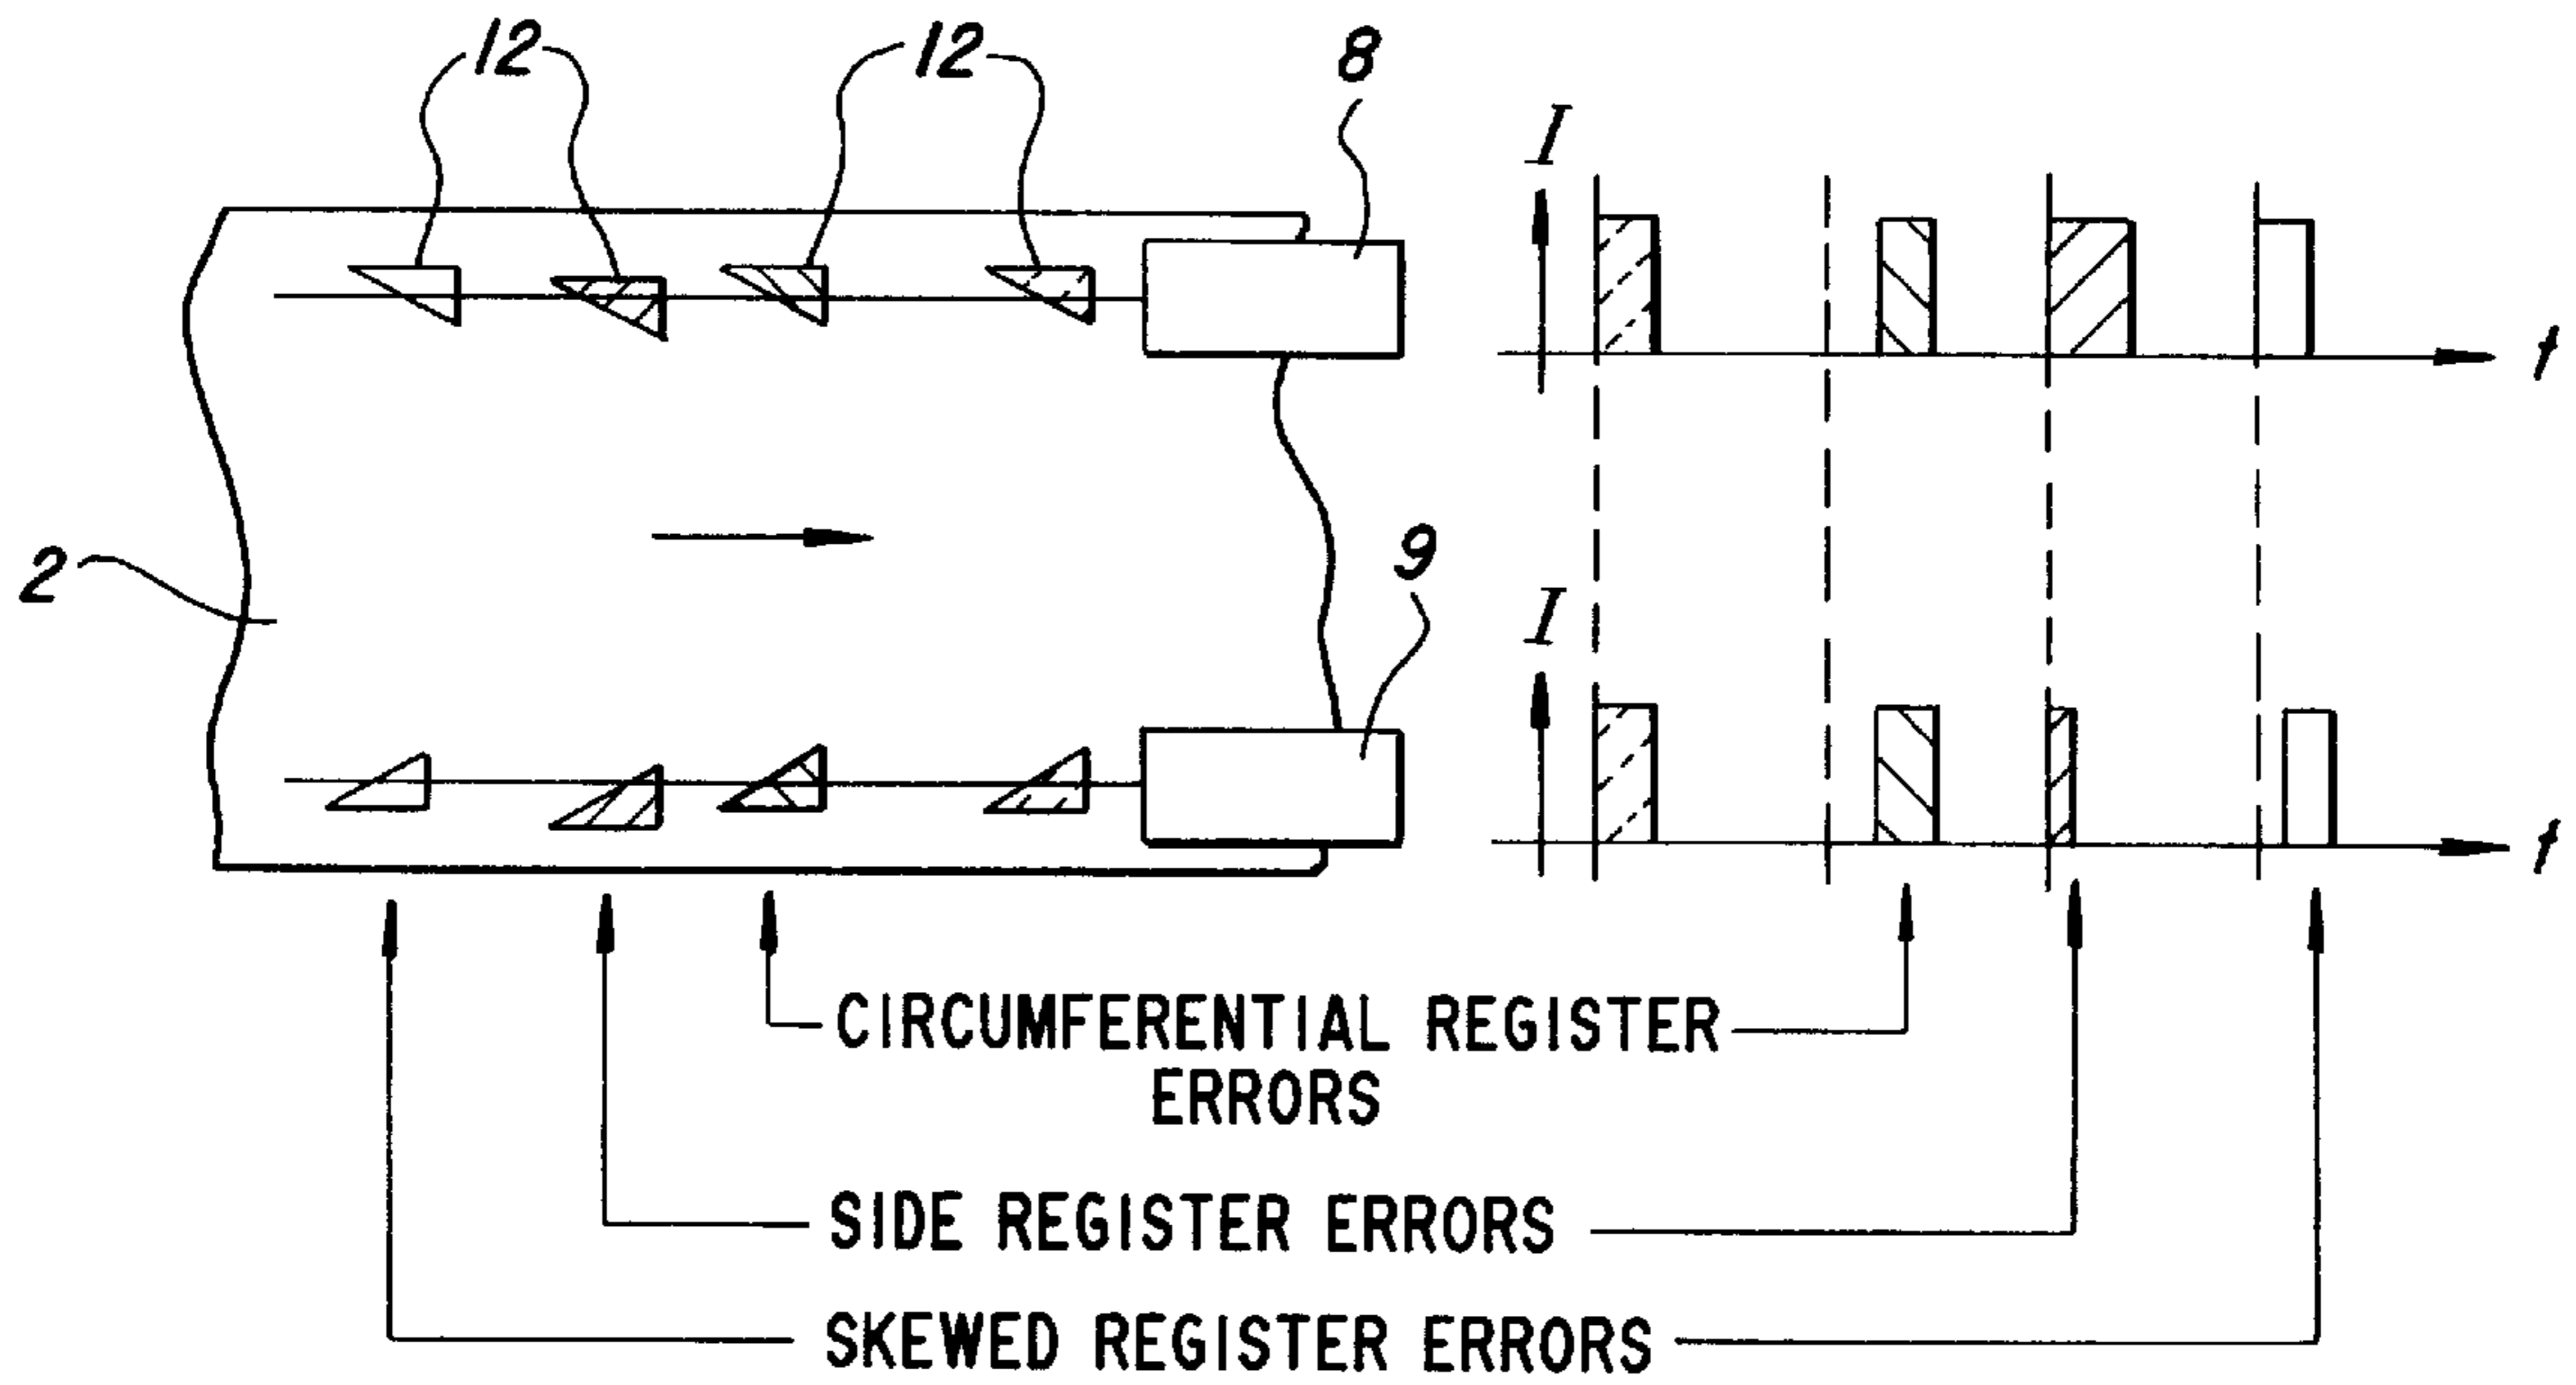 12 12 8
I
t
2
9
I
t
CIRCUMFERENTIAL REGISTER
ERRORS
SIDE REGISTER ERRORS
SKEWED REGISTER ERRORS